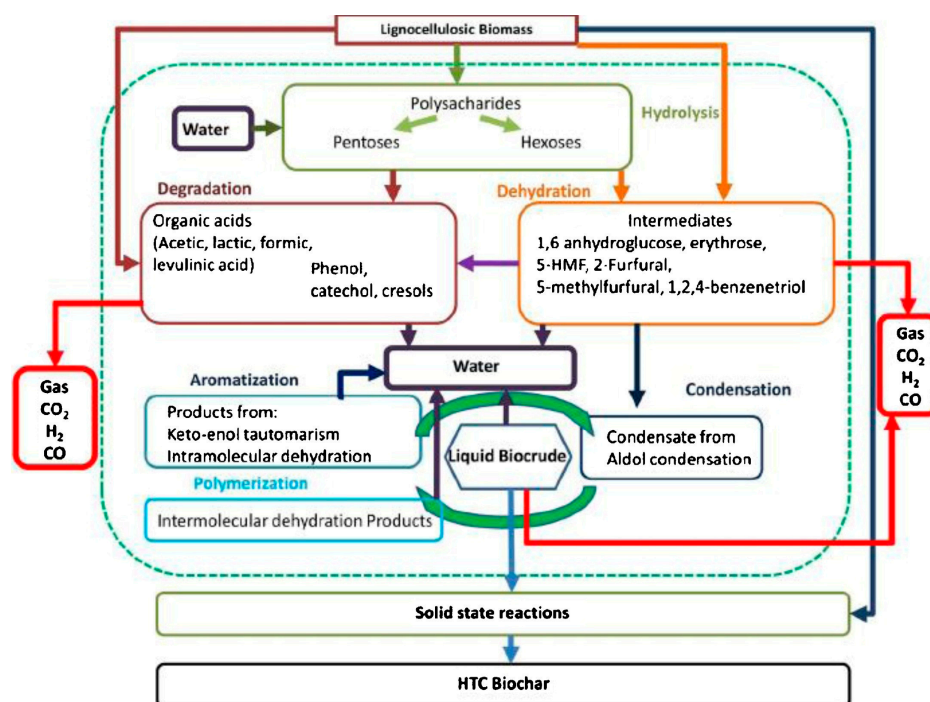 Lignocellulosic Biomass
Polysacharides
Hydrolysis
Water
Pentoses
Hexoses
Degradation
Dehydration
Organic acids
(Acetic, lactic, formic,
levulinic acid)
Phenol,
catechol, cresols
Intermediates
1,6 anhydroglucose, erythrose,
5-HMF, 2-Furfural,
5-methylfurfural, 1,2,4-benzenetriol
Gas
CO₂
H₂
CO
Gas
CO₂
H₂
CO
Water
Aromatization
Condensation
Products from:
Keto-enol tautomarism
Intramolecular dehydration
Liquid Biocrude
Condensate from
Aldol condensation
Polymerization
Intermolecular dehydration Products
Solid state reactions
HTC Biochar